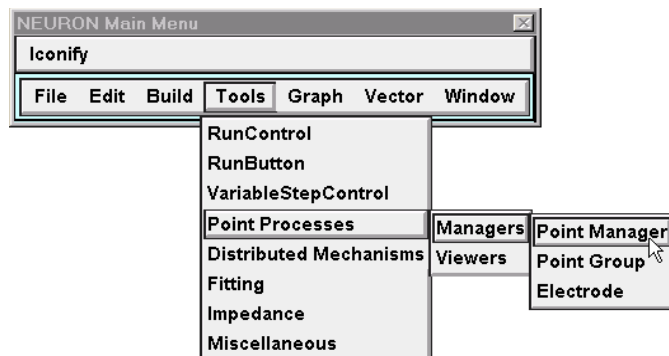 NEURON Main Menu
Iconify
File Edit Build Tools Graph Vector Window
RunControl
RunButton
VariableStepControl
Point Processes
Distributed Mechanisms
Fitting
Impedance
Miscellaneous
Managers
Viewers
Point Manager
Point Group
Electrode